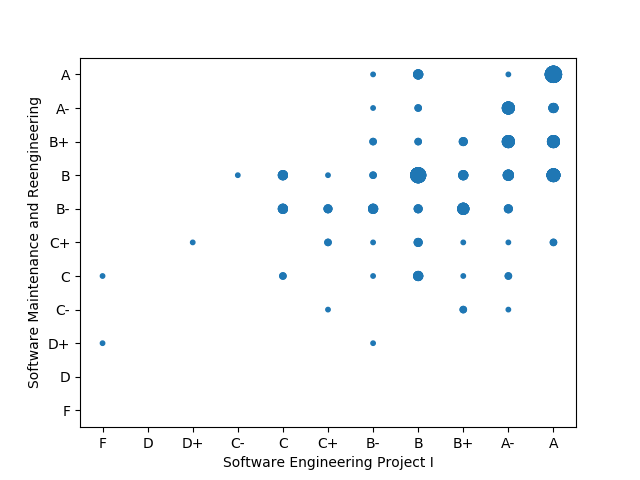 A
A-
B+
B
B-
C+
C
C-
D+
D
F
Software Maintenance and Reengineering
F D D+ C- C C+ B- B B+ A- A
Software Engineering Project I